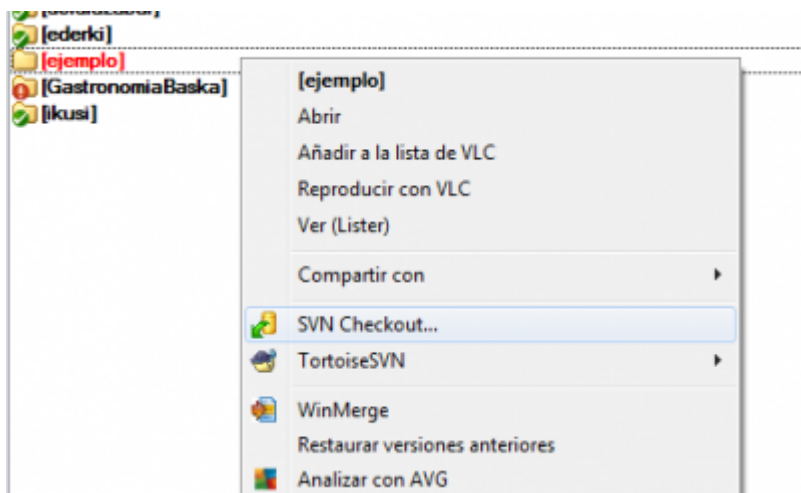 [ederki]
[ejemplo]
[GastronomiaBaska]
[ikusi]
[ejemplo]
Abrir
Añadir a la lista de VLC
Reproducir con VLC
Ver (Lister)
Compartir con
SVN Checkout...
TortoiseSVN
WinMerge
Restaurar versiones anteriores
Analizar con AVG